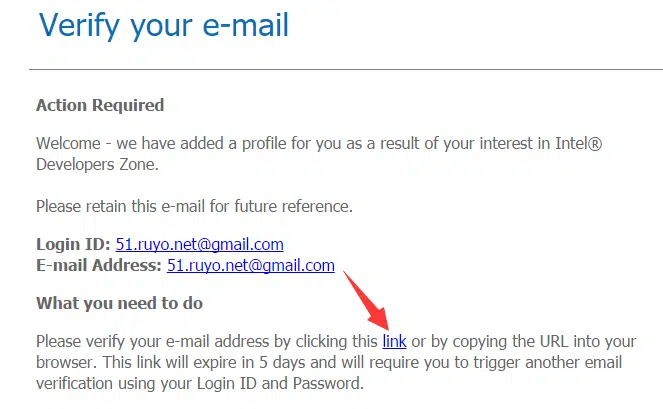 Verify your e-mail
Action Required
Welcome - we have added a profile for you as a result of your interest in Intel®
Developers Zone.
Please retain this e-mail for future reference.
Login ID: 51.ruyo.net@gmail.com
E-mail Address: 51.ruyo.net@gmail.com
What you need to do
Please verify your e-mail address by clicking this link or by copying the URL into your
browser. This link will expire in 5 days and will require you to trigger another email
verification using your Login ID and Password.